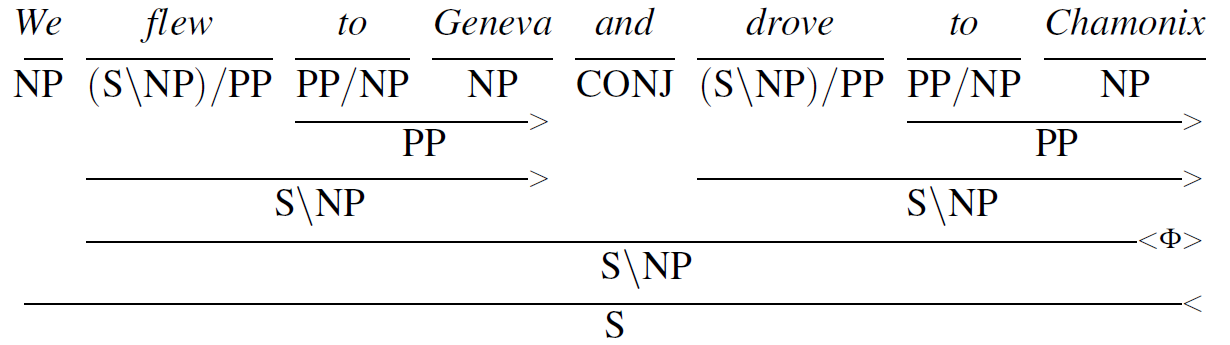 We flew to Geneva and drove to Chamonix
NP (S\NP)/PP PP/NP NP CONJ (S\NP)/PP PP/NP NP
> >
PP PP
> >
S\NP S\NP
<Φ>
S\NP
<
S